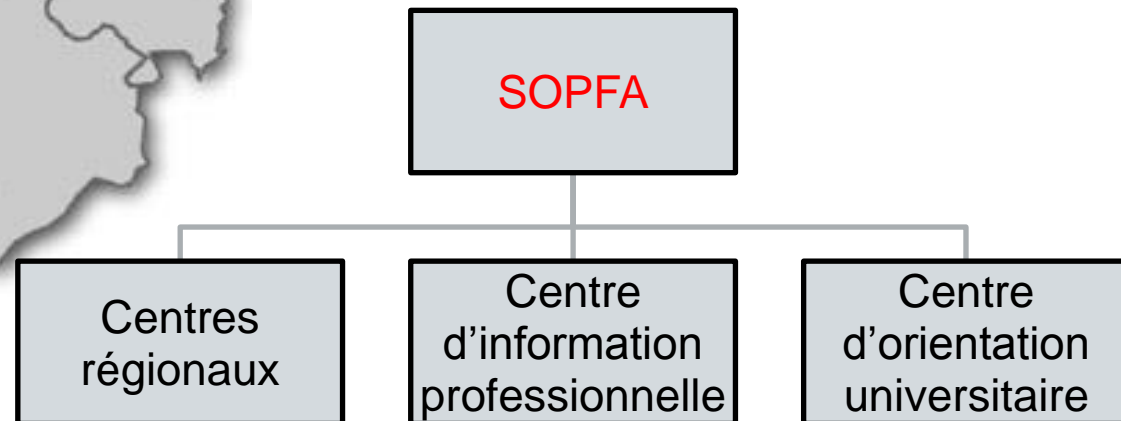 SOPFA
Centres
régionaux
Centre
d’information
professionnelle
Centre
d’orientation
universitaire